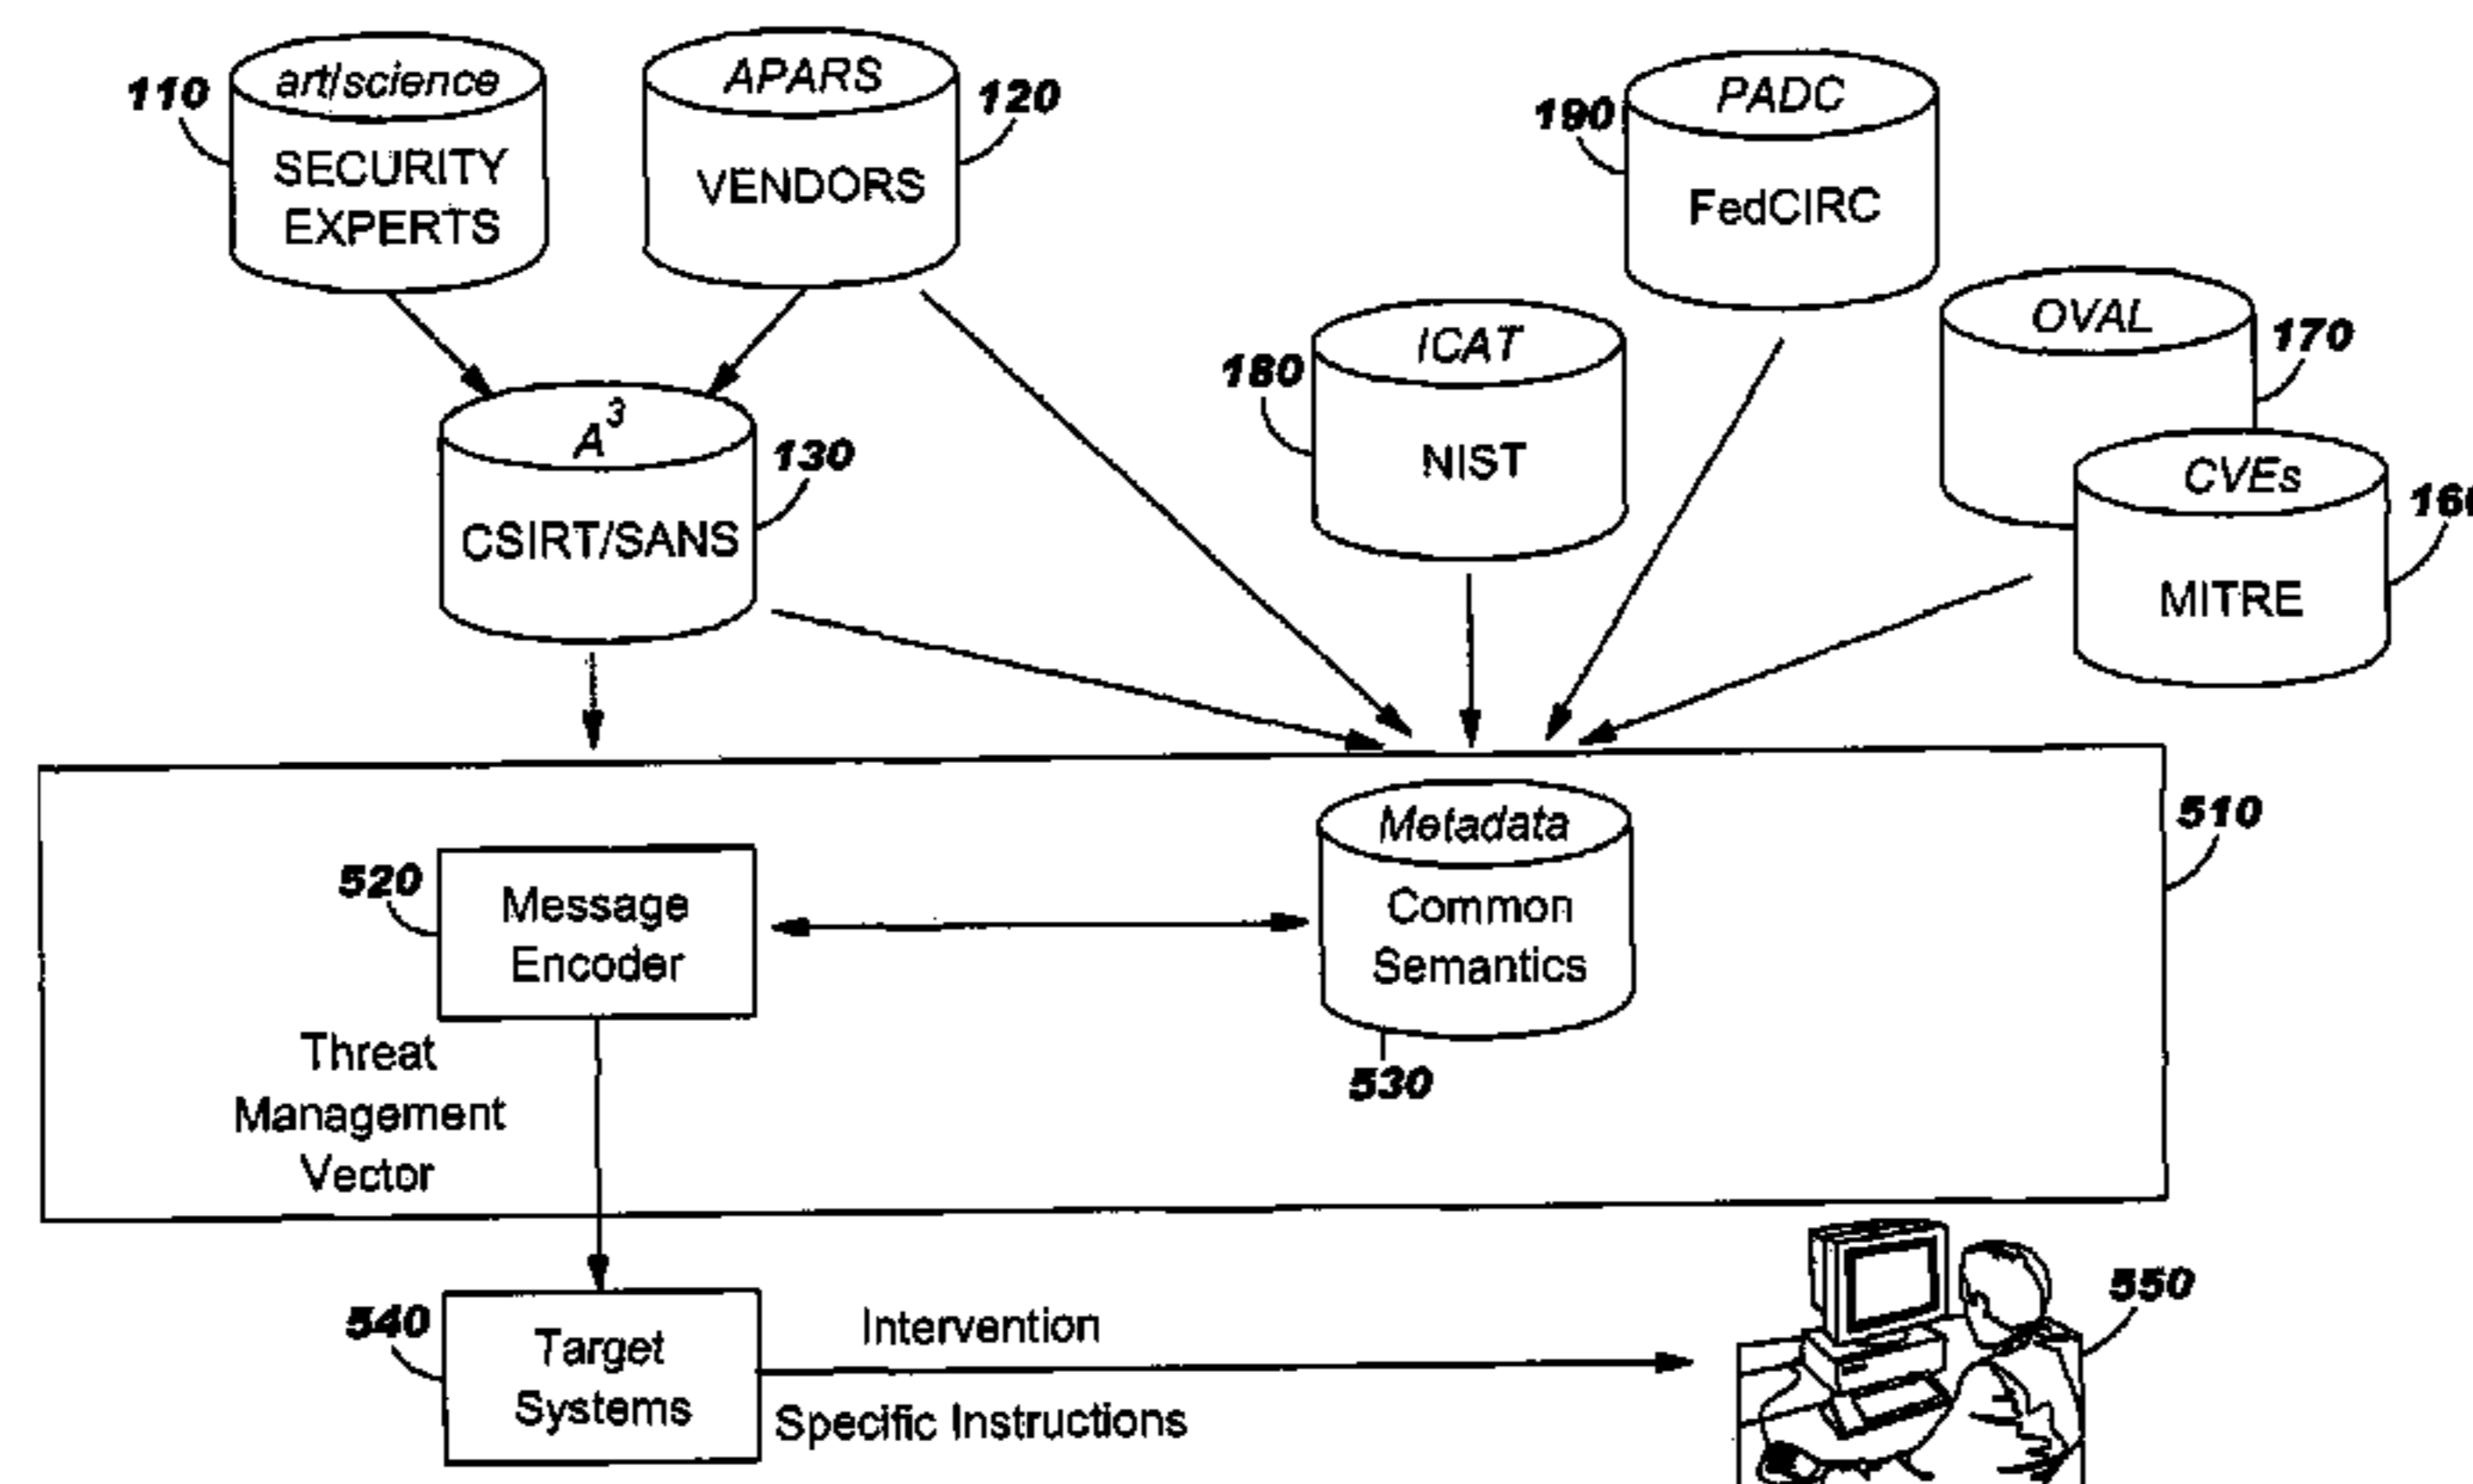 110
art/science
SECURITY
EXPERTS
APARS
VENDORS
120
190
PADC
FedCIRC
180
ICAT
NIST
OVAL
170
CVEs
MITRE
A³
CSIRT/SANS
130
510
520
Message
Encoder
Metadata
Common
Semantics
530
Threat
Management
Vector
540
Target
Systems
Intervention
Specific Instructions
550